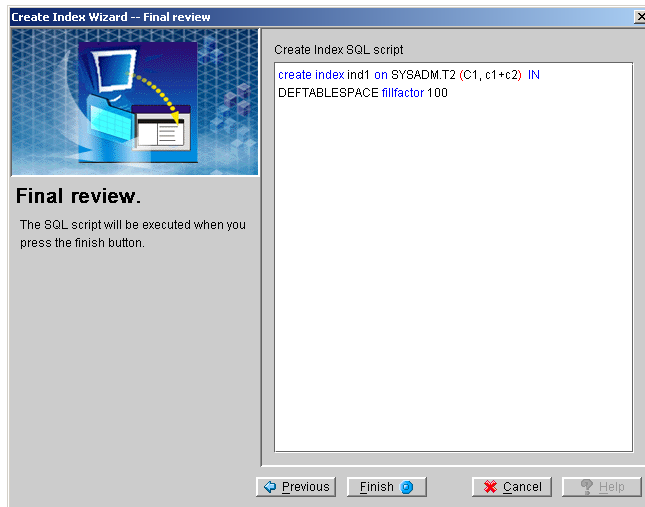 Create Index Wizard -- Final review
Final review.
The SQL script will be executed when you
press the finish button.
Create Index SQL script
create index ind1 on SYSADM.T2 (C1, c1+c2) IN
DEFTABLESPACE fillfactor 100
Previous
Finish
Cancel
Help